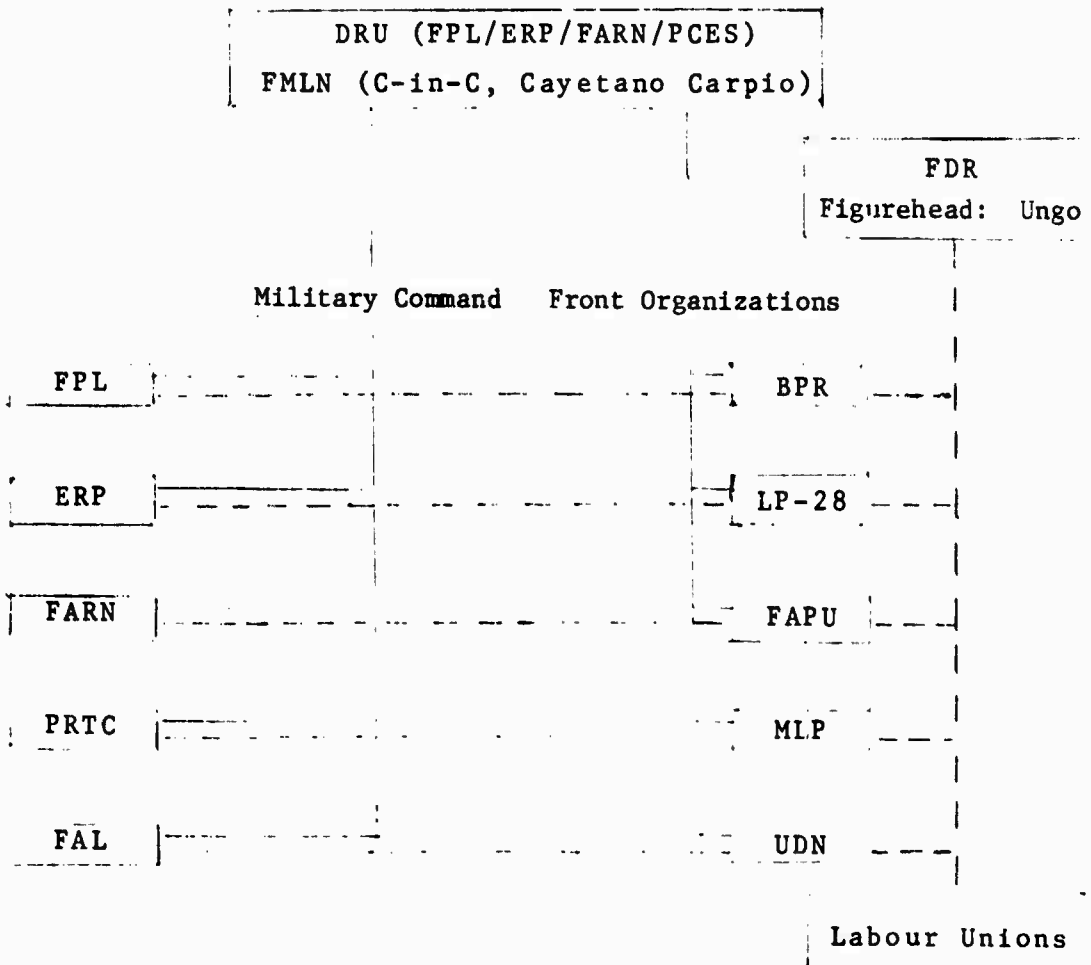 DRU (FPL/ERP/FARN/PCES)
FMLN (C-in-C, Cayetano Carpio)
FDR
Figurehead: Ungo
Military Command Front Organizations
FPL BPR
ERP LP-28
FARN FAPU
PRTC MLP
FAL UDN
Labour Unions